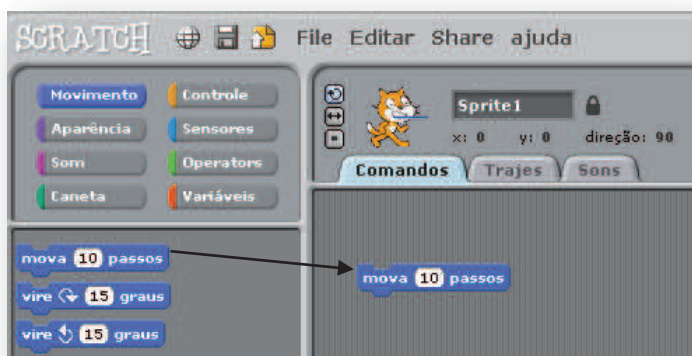 SCRATCH File Editar Share ajuda
Movimento Controle
Aparência Sensores
Som Operators
Caneta Variáveis
Sprite1
x: 0 y: 0 direção: 90
Comandos Trajes Sons
mova 10 passos
vire 15 graus
vire 15 graus
mova 10 passos